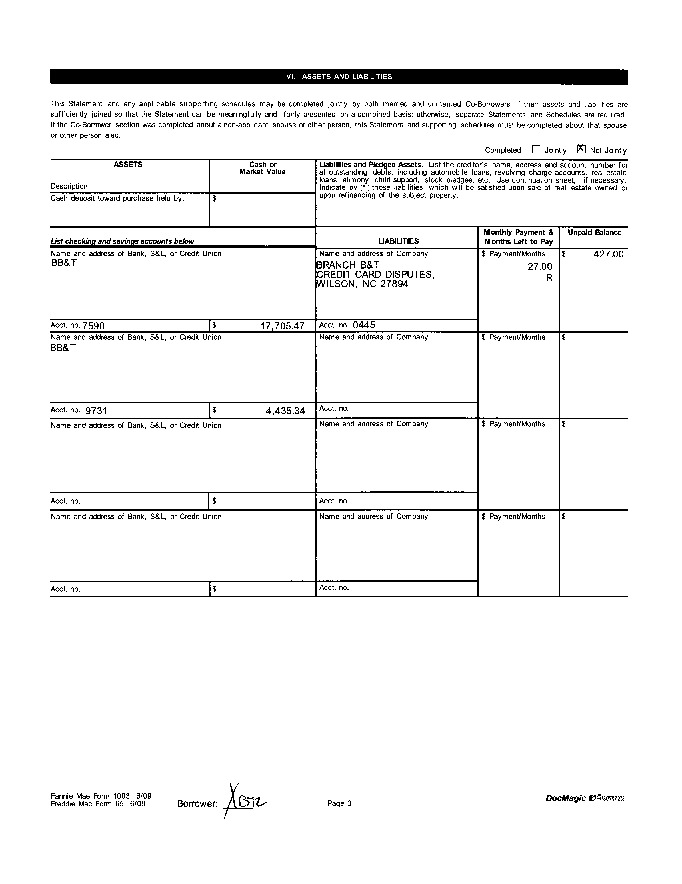 VI. ASSETS AND LIABILITIES
This Statement and any applicable supporting schedules may be completed jointly by both married and unmarried Co-Borrowers if their assets and liabilities are
sufficiently joined so that the Statement can be meaningfully and fairly presented on a combined basis; otherwise, separate Statements and Schedules are required.
If the Co-Borrower section was completed about a non-applicant spouse or other person, this Statement and supporting schedules must be completed about that spouse
or other person also.
Completed Jointly X Not Jointly
ASSETS
Description
Cash or
Market Value
Liabilities and Pledged Assets. List the creditor's name, address and account number for
all outstanding debts, including automobile loans, revolving charge accounts, real estate
loans, alimony, child support, stock pledges, etc. Use continuation sheet, if necessary.
Indicate by (*) those liabilities, which will be satisfied upon sale of real estate owned or
upon refinancing of the subject property.
Cash deposit toward purchase held by: $
List checking and savings accounts below
LIABILITIES
Monthly Payment &
Months Left to Pay
Unpaid Balance
Name and address of Bank, S&L, or Credit Union
BB&T
Name and address of Company
BRANCH B&T
CREDIT CARD DISPUTES,
WILSON, NC 27894
$ Payment/Months
27.00
R
$ 427.00
Acct. no. 7590 $ 17,705.47 Acct. no. 0445
Name and address of Bank, S&L, or Credit Union
BB&T
Name and address of Company
$ Payment/Months
$
Acct. no. 9731 $ 4,435.34 Acct. no.
Name and address of Bank, S&L, or Credit Union
Name and address of Company
$ Payment/Months
$
Acct. no. $ Acct. no.
Name and address of Bank, S&L, or Credit Union
Name and address of Company
$ Payment/Months
$
Acct. no. $ Acct. no.
Fannie Mae Form 1003 6/09
Freddie Mac Form 65 6/09
Borrower:
Page 3
DocMagic